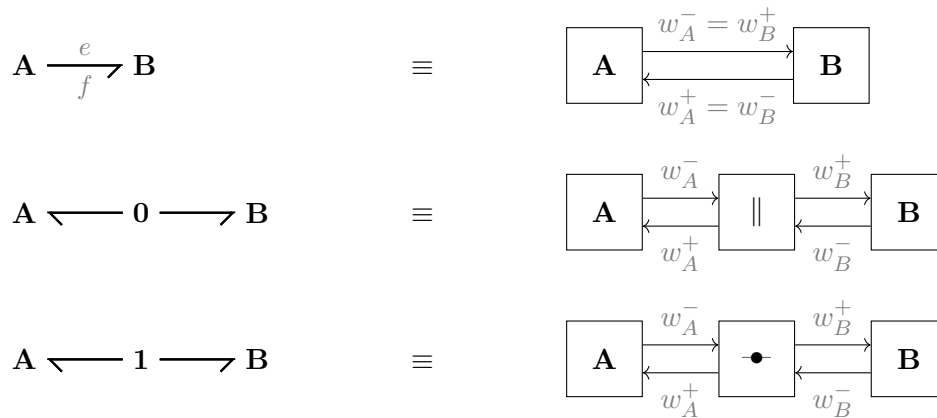 A e f B ≡ A w_A^- = w_B^+ w_A^+ = w_B^- B
A 0 B ≡ A w_A^- w_A^+ || w_B^+ w_B^- B
A 1 B ≡ A w_A^- w_A^+ w_B^+ w_B^- B